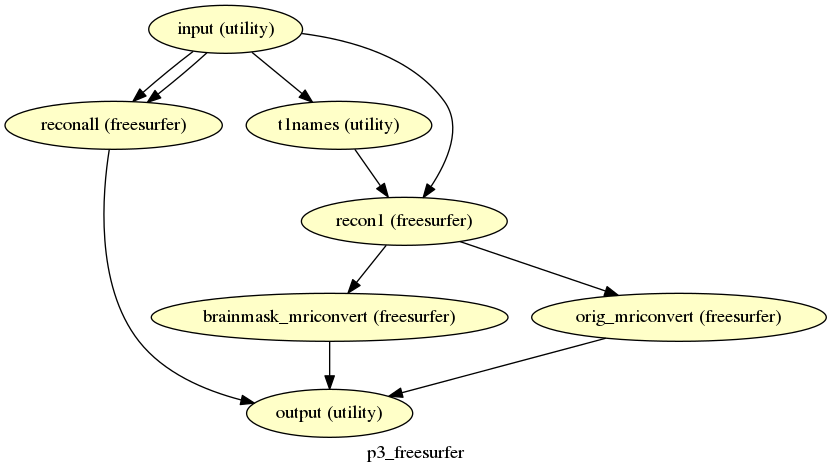 input (utility)
reconall (freesurfer)
t1names (utility)
recon1 (freesurfer)
brainmask_mriconvert (freesurfer)
orig_mriconvert (freesurfer)
output (utility)
p3_freesurfer